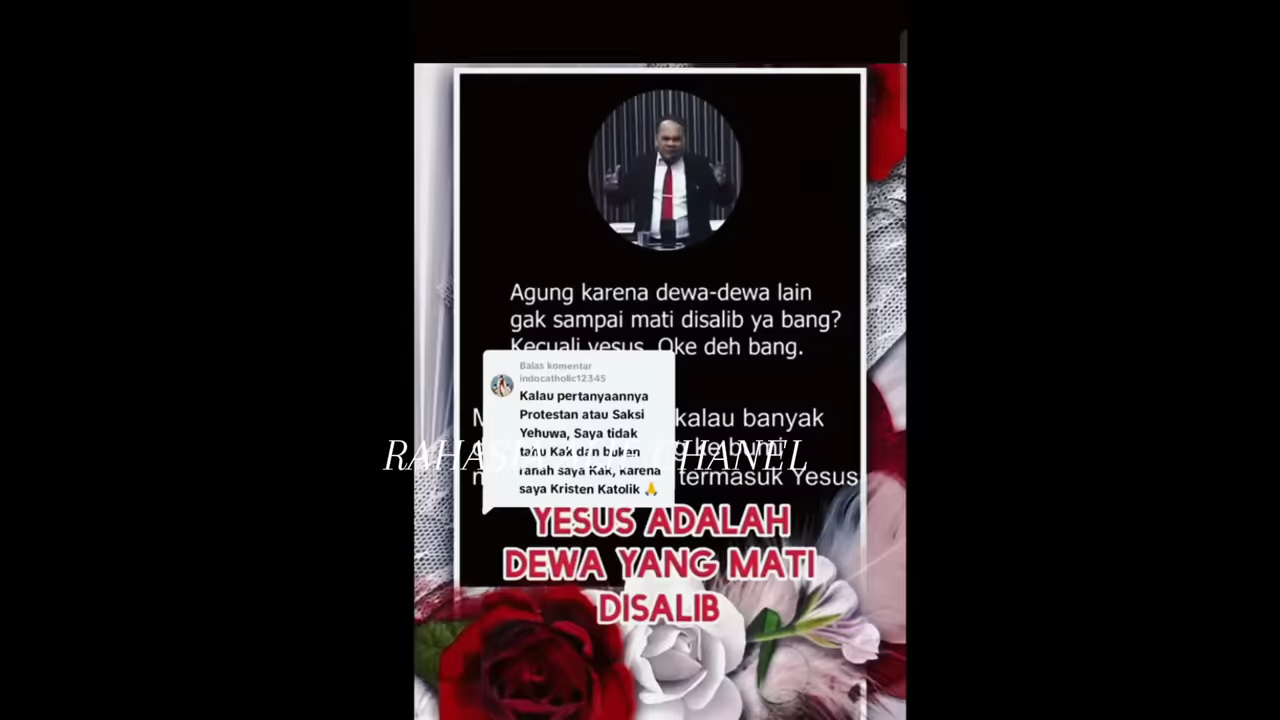 Agung karena dewa-dewa lain
gak sampai mati disalib ya bang?
Kecuali yesus. Oke deh bang.
Balas komentar
indocatholic12345
Kalau pertanyaannya
Protestan atau Saksi
Yehuwa, Saya tidak
tahu Kak dan bukan
ranah saya Kak, karena
saya Kristen Katolik 🙏
kalau banyak
ke bumi
termasuk Yesus
CHANEL
YESUS ADALAH
DEWA YANG MATI
DISALIB